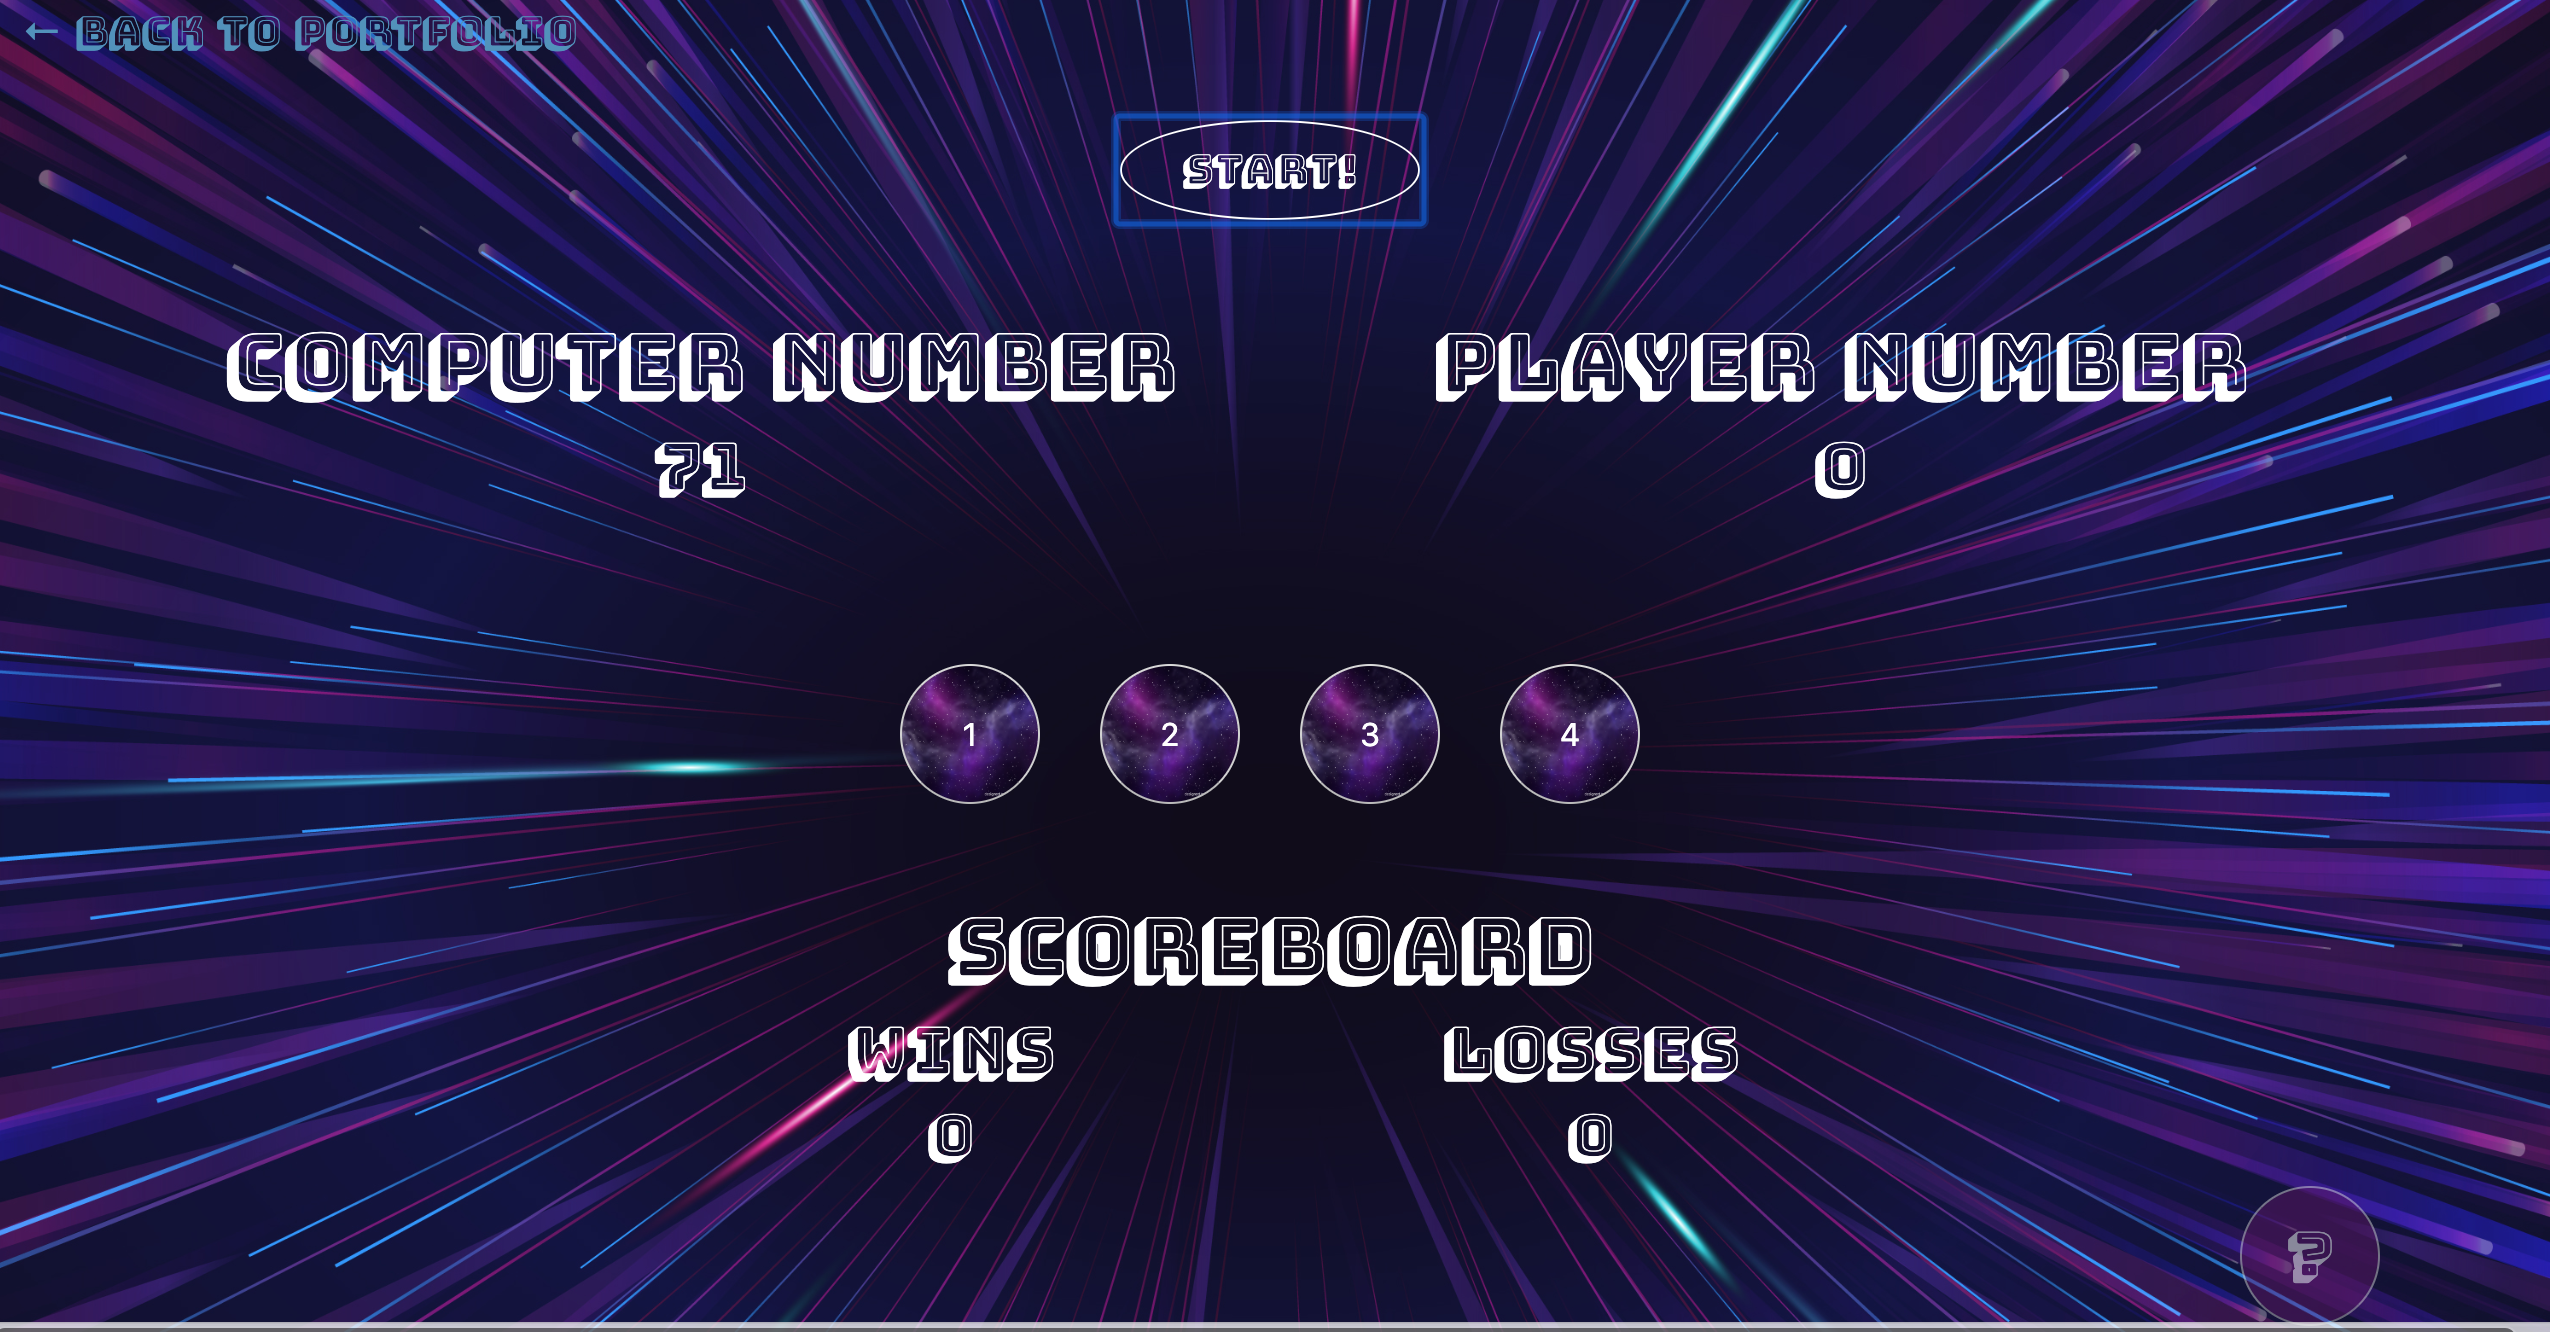 ← BACK TO PORTFOLIO
START!
COMPUTER NUMBER
71
PLAYER NUMBER
0
1 2 3 4
SCOREBOARD
WINS LOSSES
0 0
?